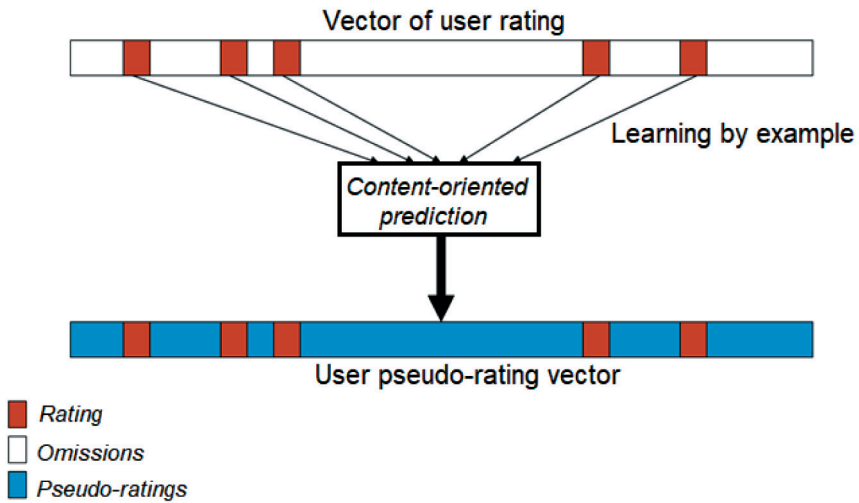 Vector of user rating
Learning by example
Content-oriented
prediction
User pseudo-rating vector
Rating
Omissions
Pseudo-ratings